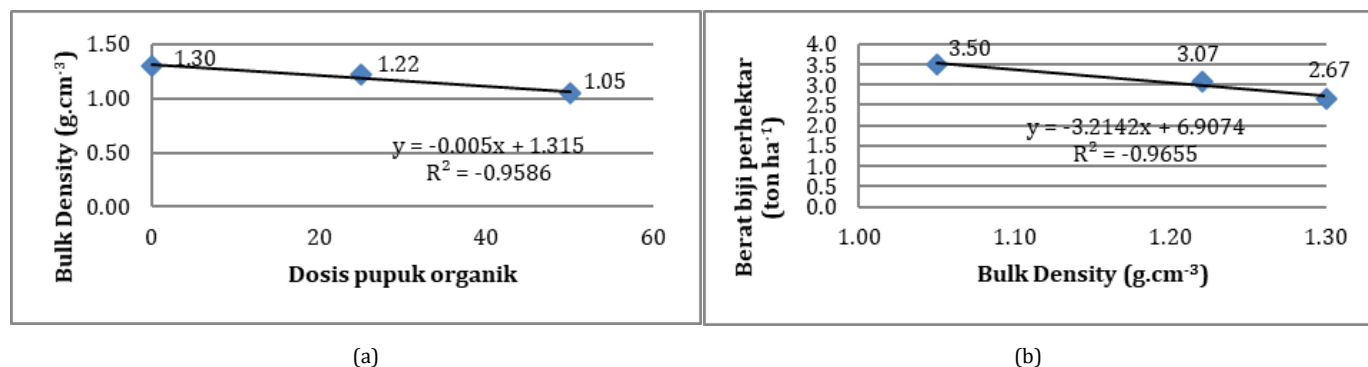 Bulk Density (g.cm⁻³)
1.50
1.00
0.50
0.00
1.30
1.22
1.05
y = -0.005x + 1.315
R² = -0.9586
0
20
40
60
Dosis pupuk organik
(a)
Berat biji perhektar
(ton ha⁻¹)
4.0
3.5
3.0
2.5
2.0
1.5
1.0
0.5
0.0
3.50
3.07
2.67
y = -3.2142x + 6.9074
R² = -0.9655
1.00
1.10
1.20
1.30
Bulk Density (g.cm⁻³)
(b)